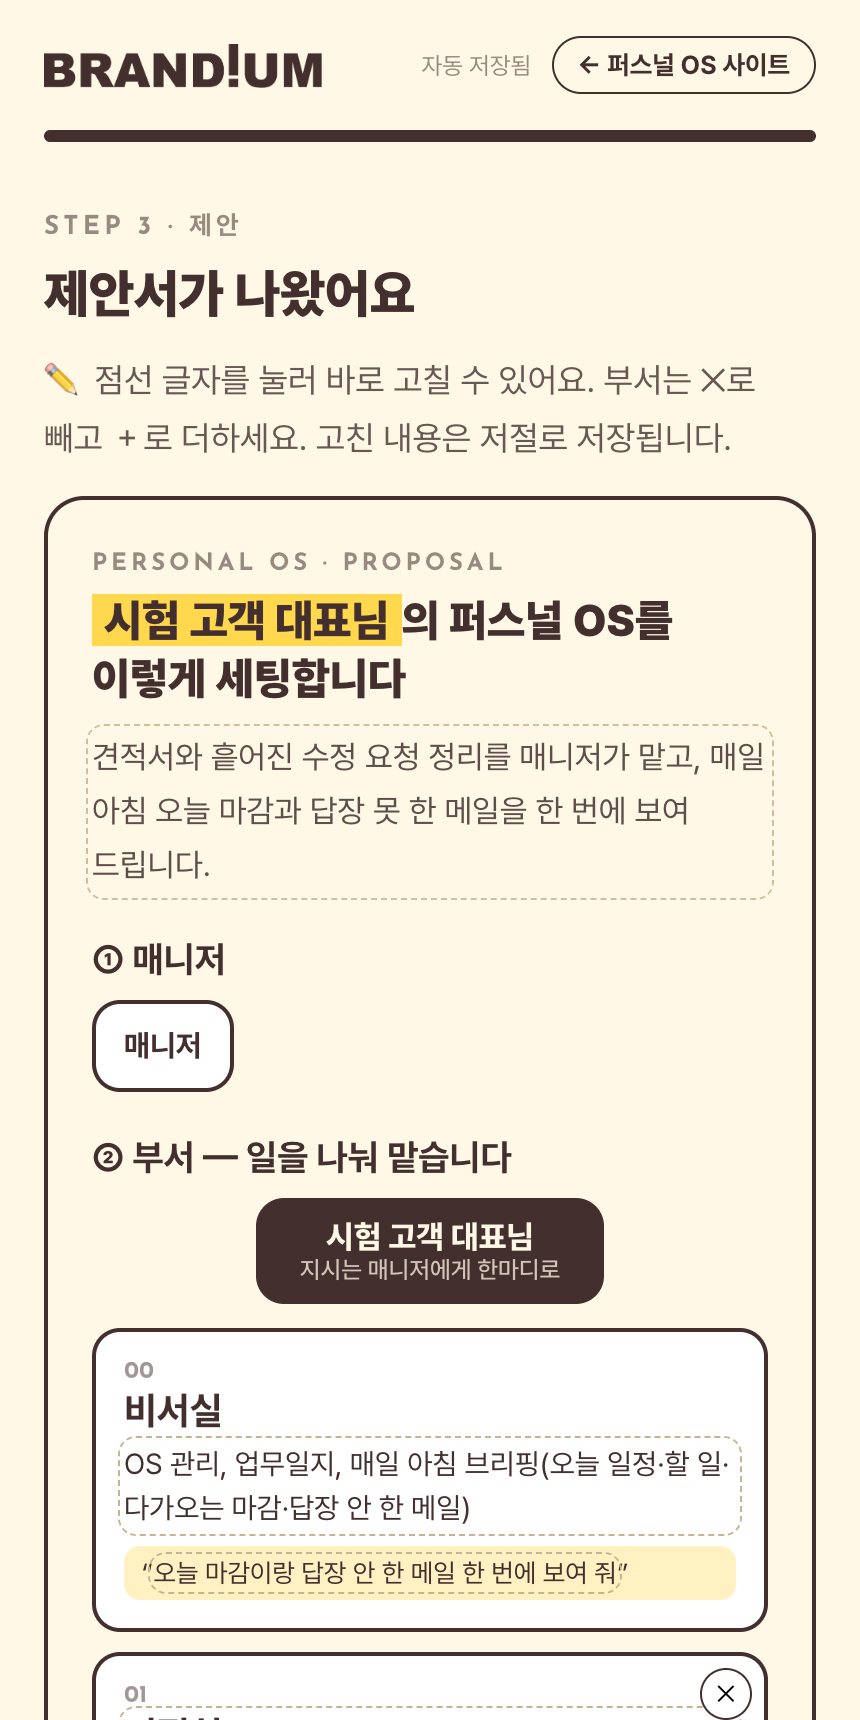 BRAND!UM
자동 저장됨
← 퍼스널 OS 사이트
STEP 3 · 제안
제안서가 나왔어요
✏️ 점선 글자를 눌러 바로 고칠 수 있어요. 부서는 ✕로
빼고 ＋로 더하세요. 고친 내용은 저절로 저장됩니다.
PERSONAL OS · PROPOSAL
시험 고객 대표님의 퍼스널 OS를
이렇게 세팅합니다
견적서와 흩어진 수정 요청 정리를 매니저가 맡고, 매일
아침 오늘 마감과 답장 못 한 메일을 한 번에 보여
드립니다.
① 매니저
매니저
② 부서 — 일을 나눠 맡습니다
시험 고객 대표님
지시는 매니저에게 한마디로
00
비서실
OS 관리, 업무일지, 매일 아침 브리핑(오늘 일정·할 일·
다가오는 마감·답장 안 한 메일)
“오늘 마감이랑 답장 안 한 메일 한 번에 보여 줘”
01
✕